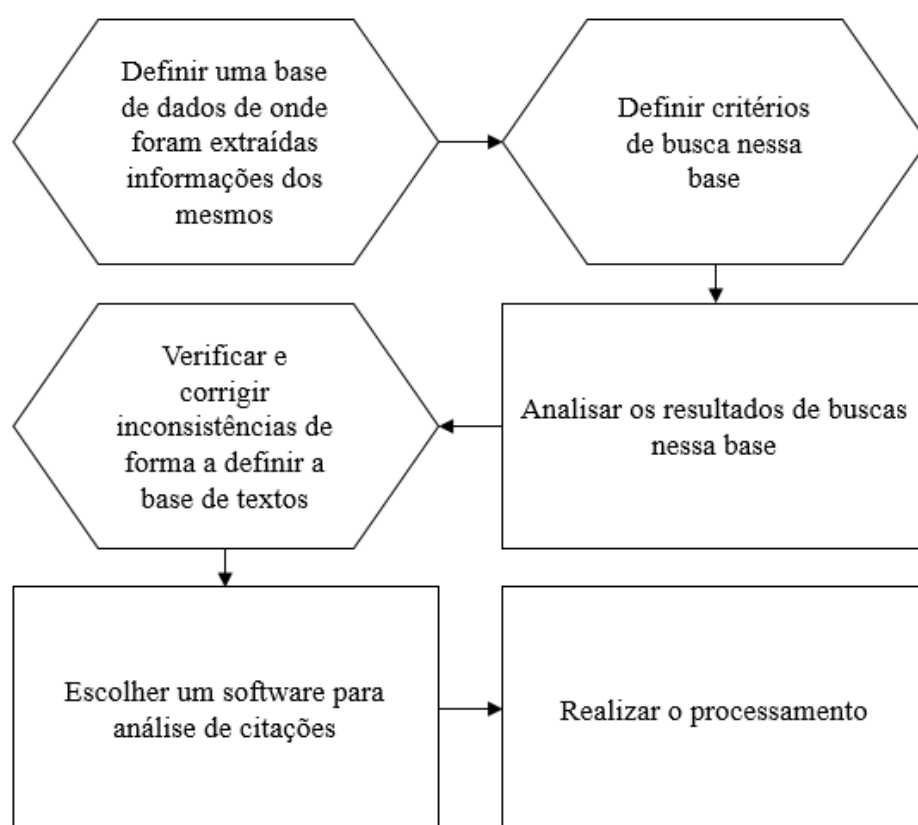 Definir uma base
de dados de onde
foram extraídas
informações dos
mesmos
Definir critérios
de busca nessa
base
Analisar os resultados de buscas
nessa base
Verificar e
corrigir
inconsistências de
forma a definir a
base de textos
Escolher um software para
análise de citações
Realizar o processamento